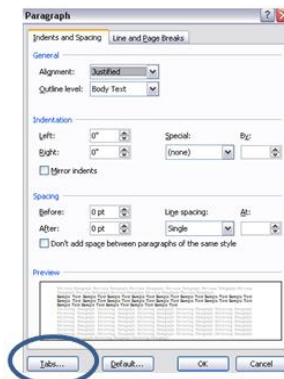 Paragraph
Indents and Spacing Line and Page Breaks
General
Alignment: Justified
Outline level: Body Text
Indentation
Left: 0" Special: By:
Right: 0" (none)
Mirror indents
Spacing
Before: 0 pt Line spacing: At:
After: 0 pt Single
Don't add space between paragraphs of the same style
Preview
Tabs... Default... OK Cancel